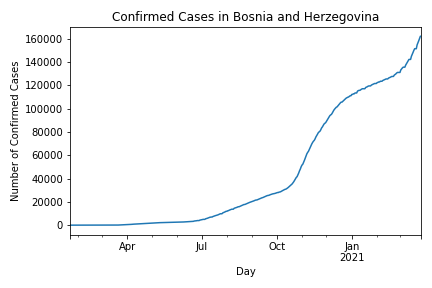 Confirmed Cases in Bosnia and Herzegovina
160000
140000
120000
100000
80000
60000
40000
20000
0
Number of Confirmed Cases
Apr Jul Oct Jan
2021
Day